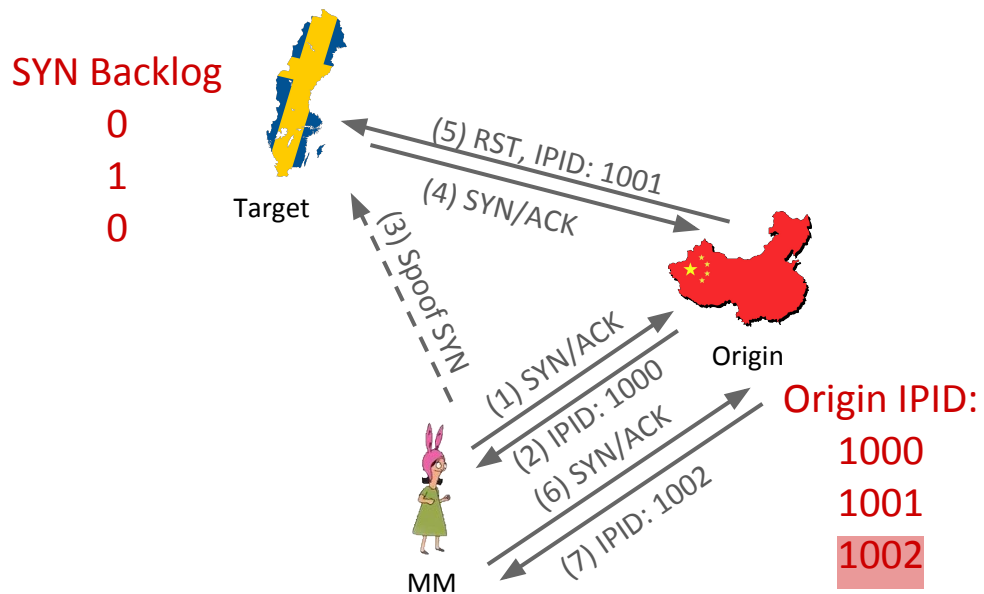 SYN Backlog
0
1
0
Target
(5) RST, IPID: 1001
(4) SYN/ACK
(3) Spoof SYN
Origin
(1) SYN/ACK
(2) IPID: 1000
(6) SYN/ACK
(7) IPID: 1002
MM
Origin IPID:
1000
1001
1002